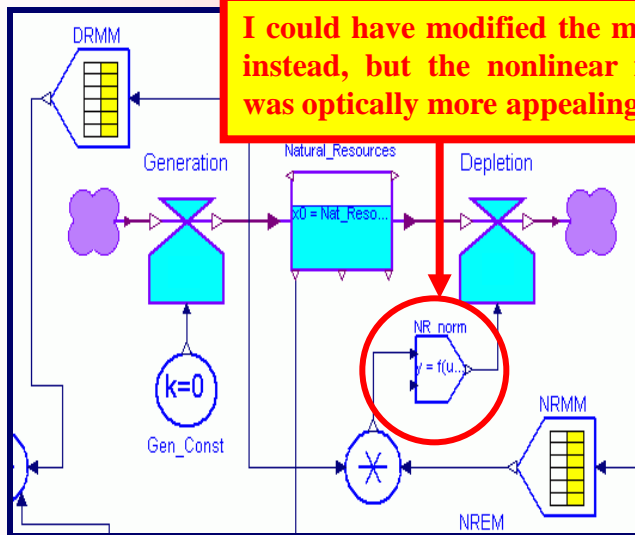 I could have modified the m
instead, but the nonlinear
was optically more appealing
DRMM
Generation
Natural_Resources
Depletion
x0 = Nat_Reso...
NR_norm
y = f(u...
k=0
Gen_Const
NRMM
NREM